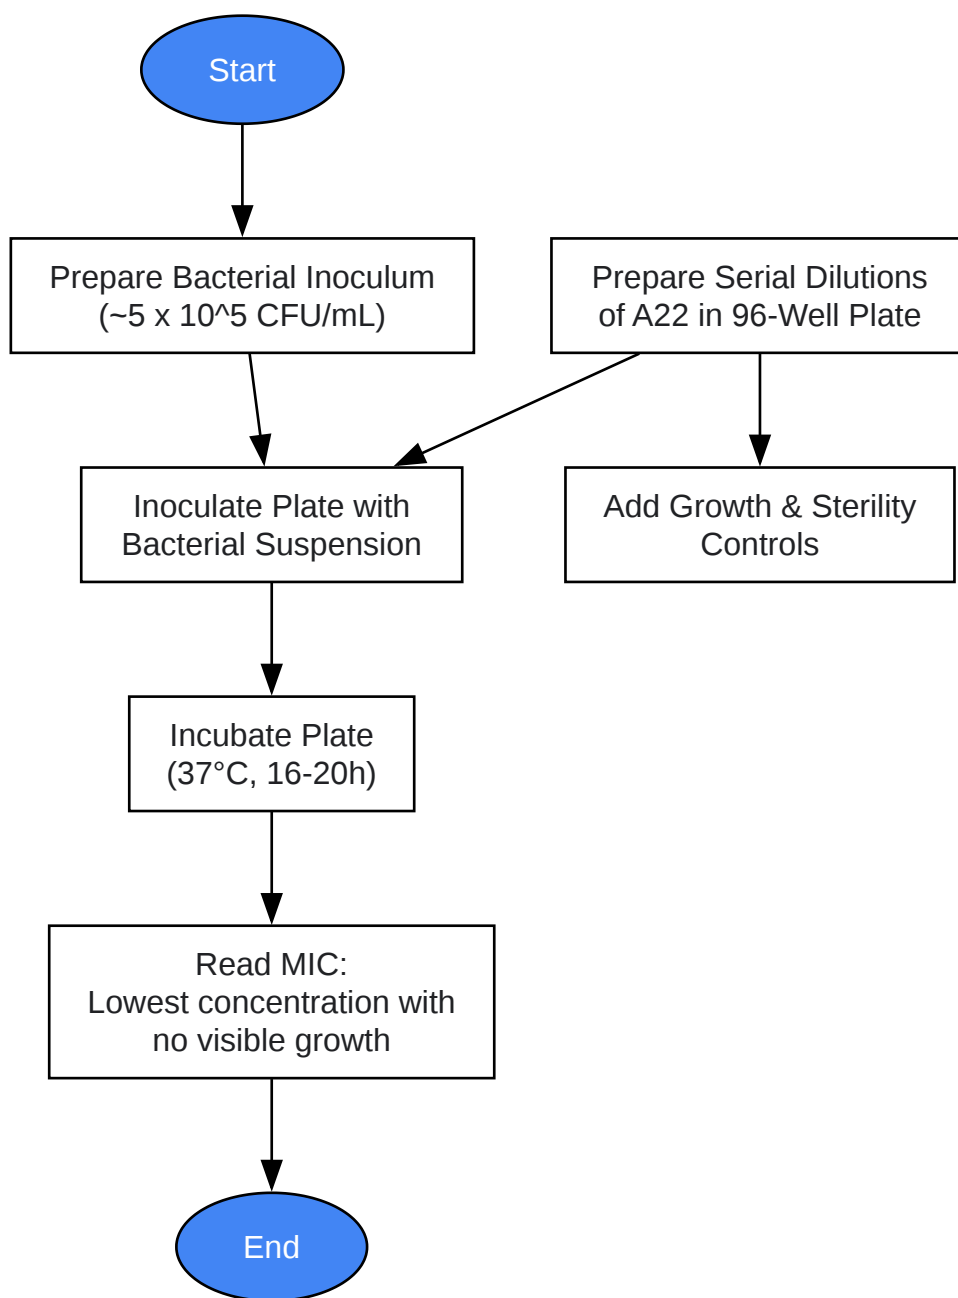 Start
Prepare Bacterial Inoculum
(~5 x 10^5 CFU/mL)
Prepare Serial Dilutions
of A22 in 96-Well Plate
Inoculate Plate with
Bacterial Suspension
Add Growth & Sterility
Controls
Incubate Plate
(37°C, 16-20h)
Read MIC:
Lowest concentration with
no visible growth
End